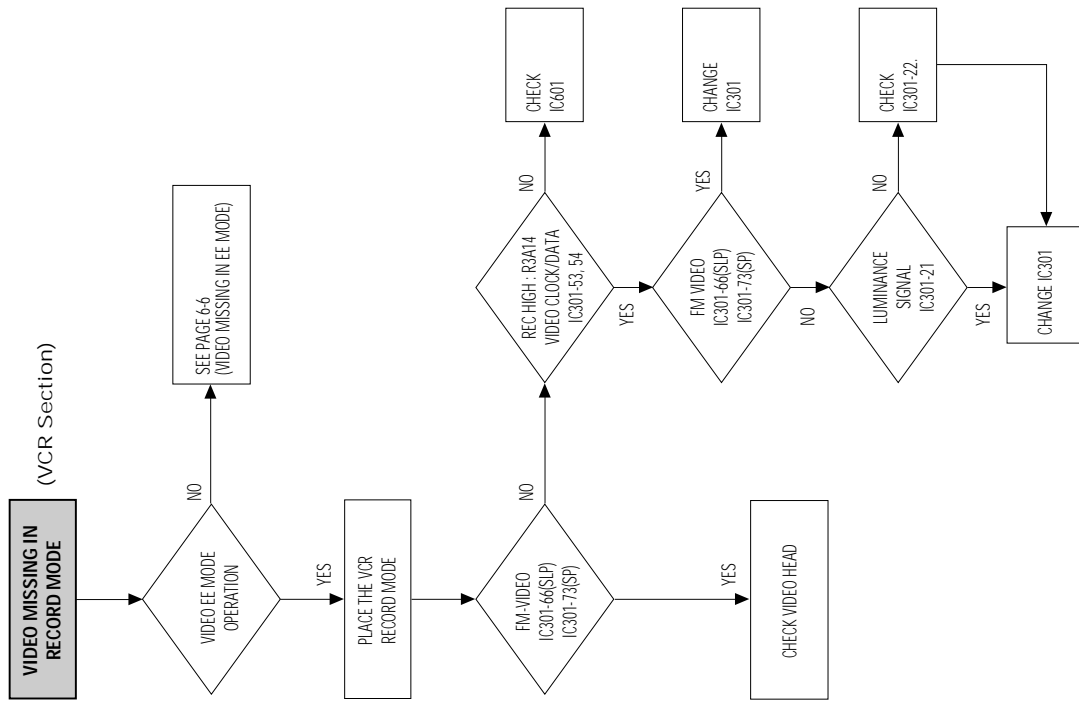 VIDEO MISSING IN
RECORD MODE
(VCR Section)
VIDEO EE MODE
OPERATION
NO
SEE PAGE 6-6
(VIDEO MISSING IN EE MODE)
YES
PLACE THE VCR
RECORD MODE
FM-VIDEO
IC301-66(SLP)
IC301-73(SP)
YES
CHECK VIDEO HEAD
NO
REC HIGH : R3A14
VIDEO CLOCK/DATA
IC301-53, 54
NO
CHECK
IC601
YES
FM VIDEO
IC301-66(SLP)
IC301-73(SP)
YES
CHANGE
IC301
NO
LUMINANCE
SIGNAL
IC301-21
NO
CHECK
IC301-22.
YES
CHANGE IC301